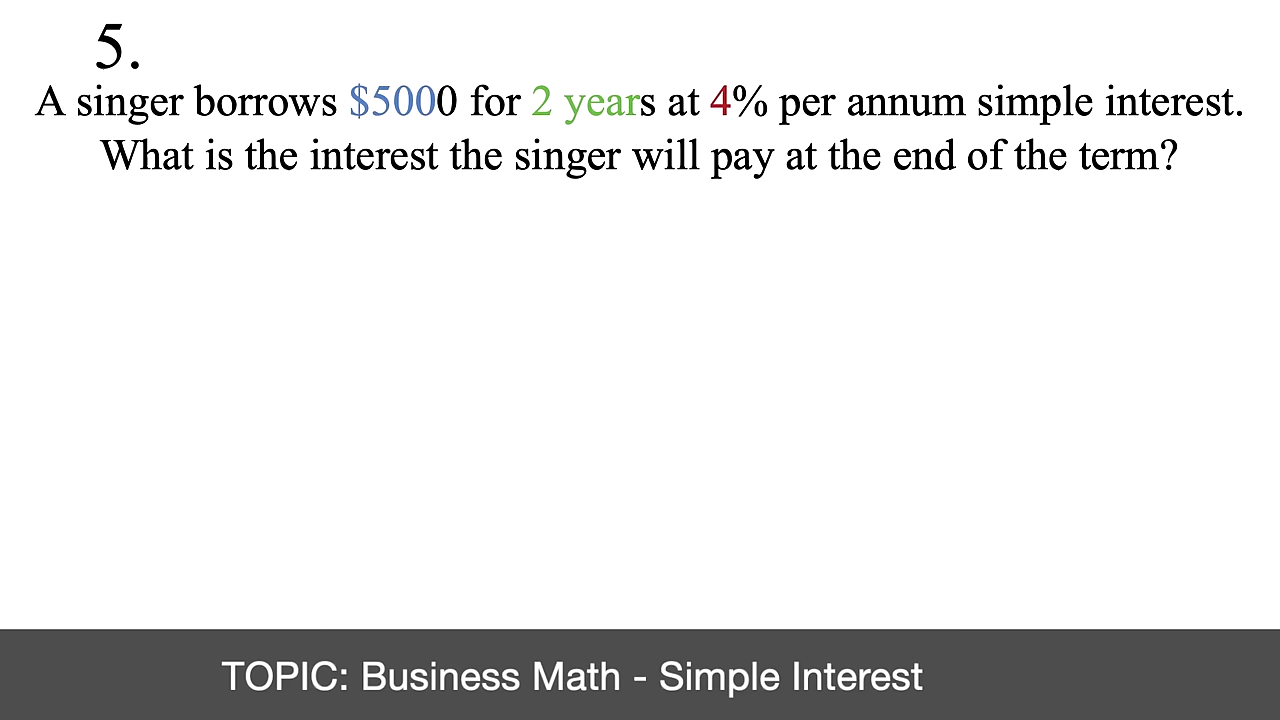 5.
A singer borrows $5000 for 2 years at 4% per annum simple interest.
What is the interest the singer will pay at the end of the term?
TOPIC: Business Math - Simple Interest